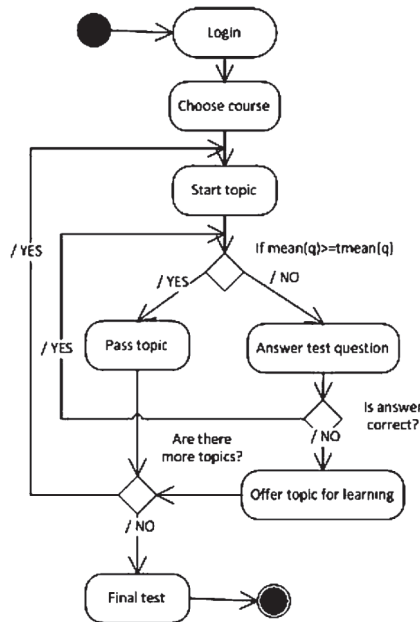 Login
Choose course
Start topic
If mean(q)>=tmean(q)
/ YES
/ YES
/ NO
/ YES
Pass topic
Answer test question
Is answer
correct?
/ NO
Are there
more topics?
Offer topic for learning
/ NO
Final test